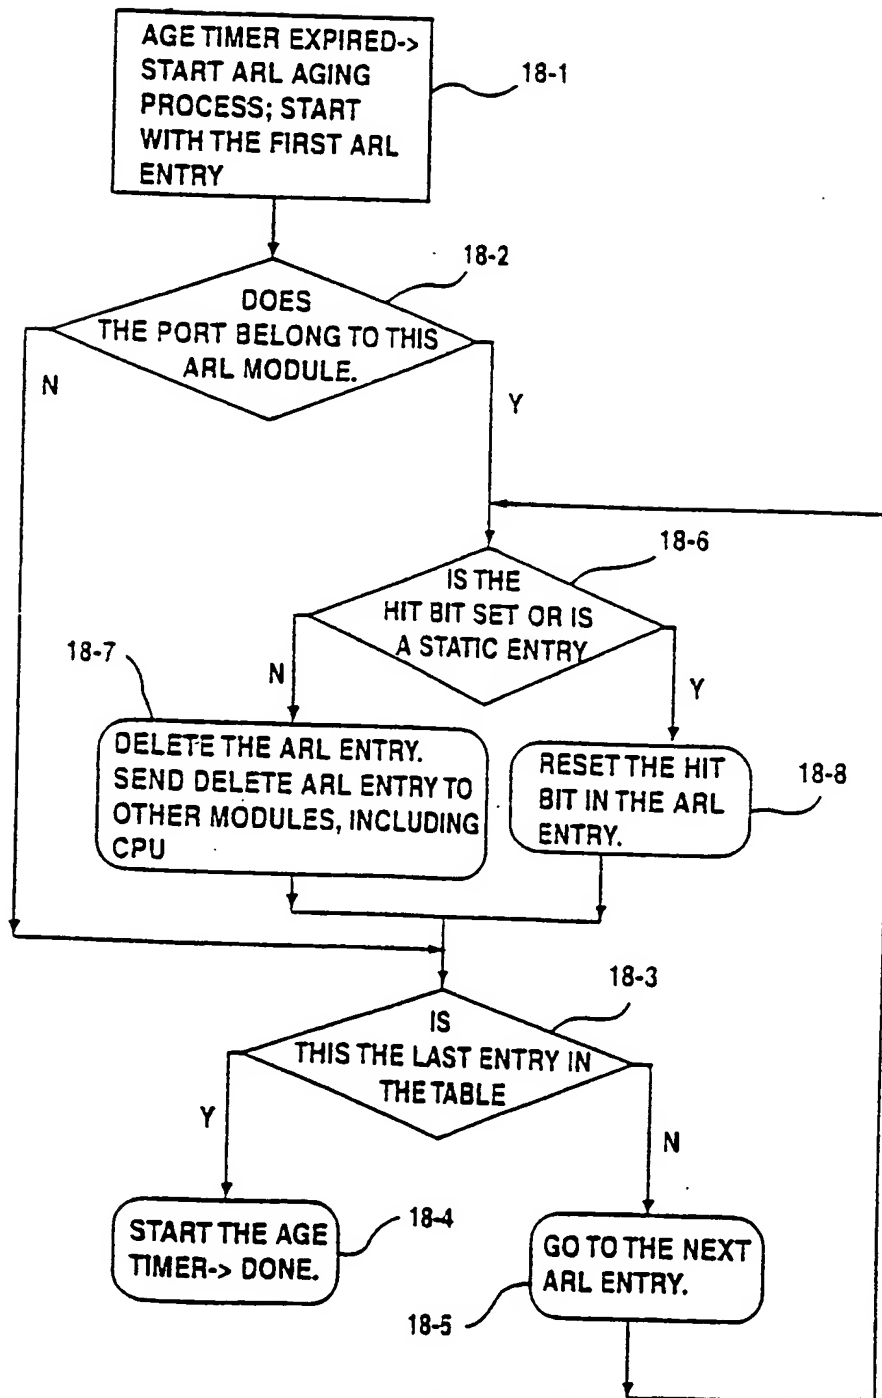 AGE TIMER EXPIRED->
START ARL AGING
PROCESS; START
WITH THE FIRST ARL
ENTRY
18-1
18-2
DOES
THE PORT BELONG TO THIS
ARL MODULE.
N
Y
18-6
IS THE
HIT BIT SET OR IS
A STATIC ENTRY
18-7
N
Y
DELETE THE ARL ENTRY.
SEND DELETE ARL ENTRY TO
OTHER MODULES, INCLUDING
CPU
RESET THE HIT
BIT IN THE ARL
ENTRY.
18-8
18-3
IS
THIS THE LAST ENTRY IN
THE TABLE
Y
N
START THE AGE
TIMER-> DONE.
18-4
GO TO THE NEXT
ARL ENTRY.
18-5